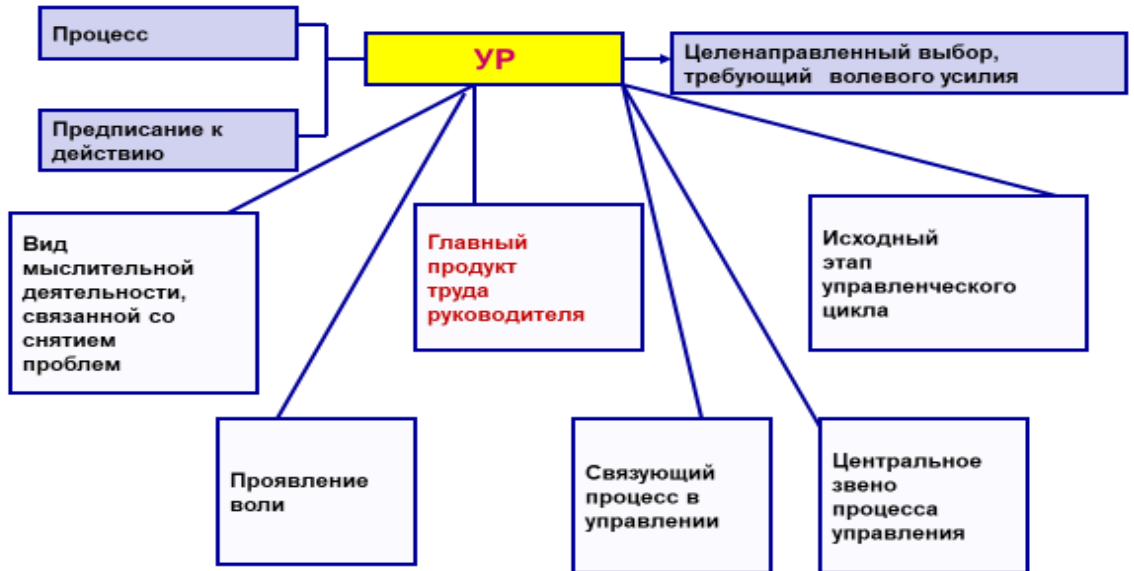 Процесс
УР
Целенаправленный выбор,
требующий волевого усилия
Предписание к
действию
Вид
мыслительной
деятельности,
связанной со
снятием
проблем
Главный
продукт
труда
руководителя
Исходный
этап
управленческого
цикла
Проявление
воли
Связующий
процесс в
управлении
Центральное
звено
процесса
управления